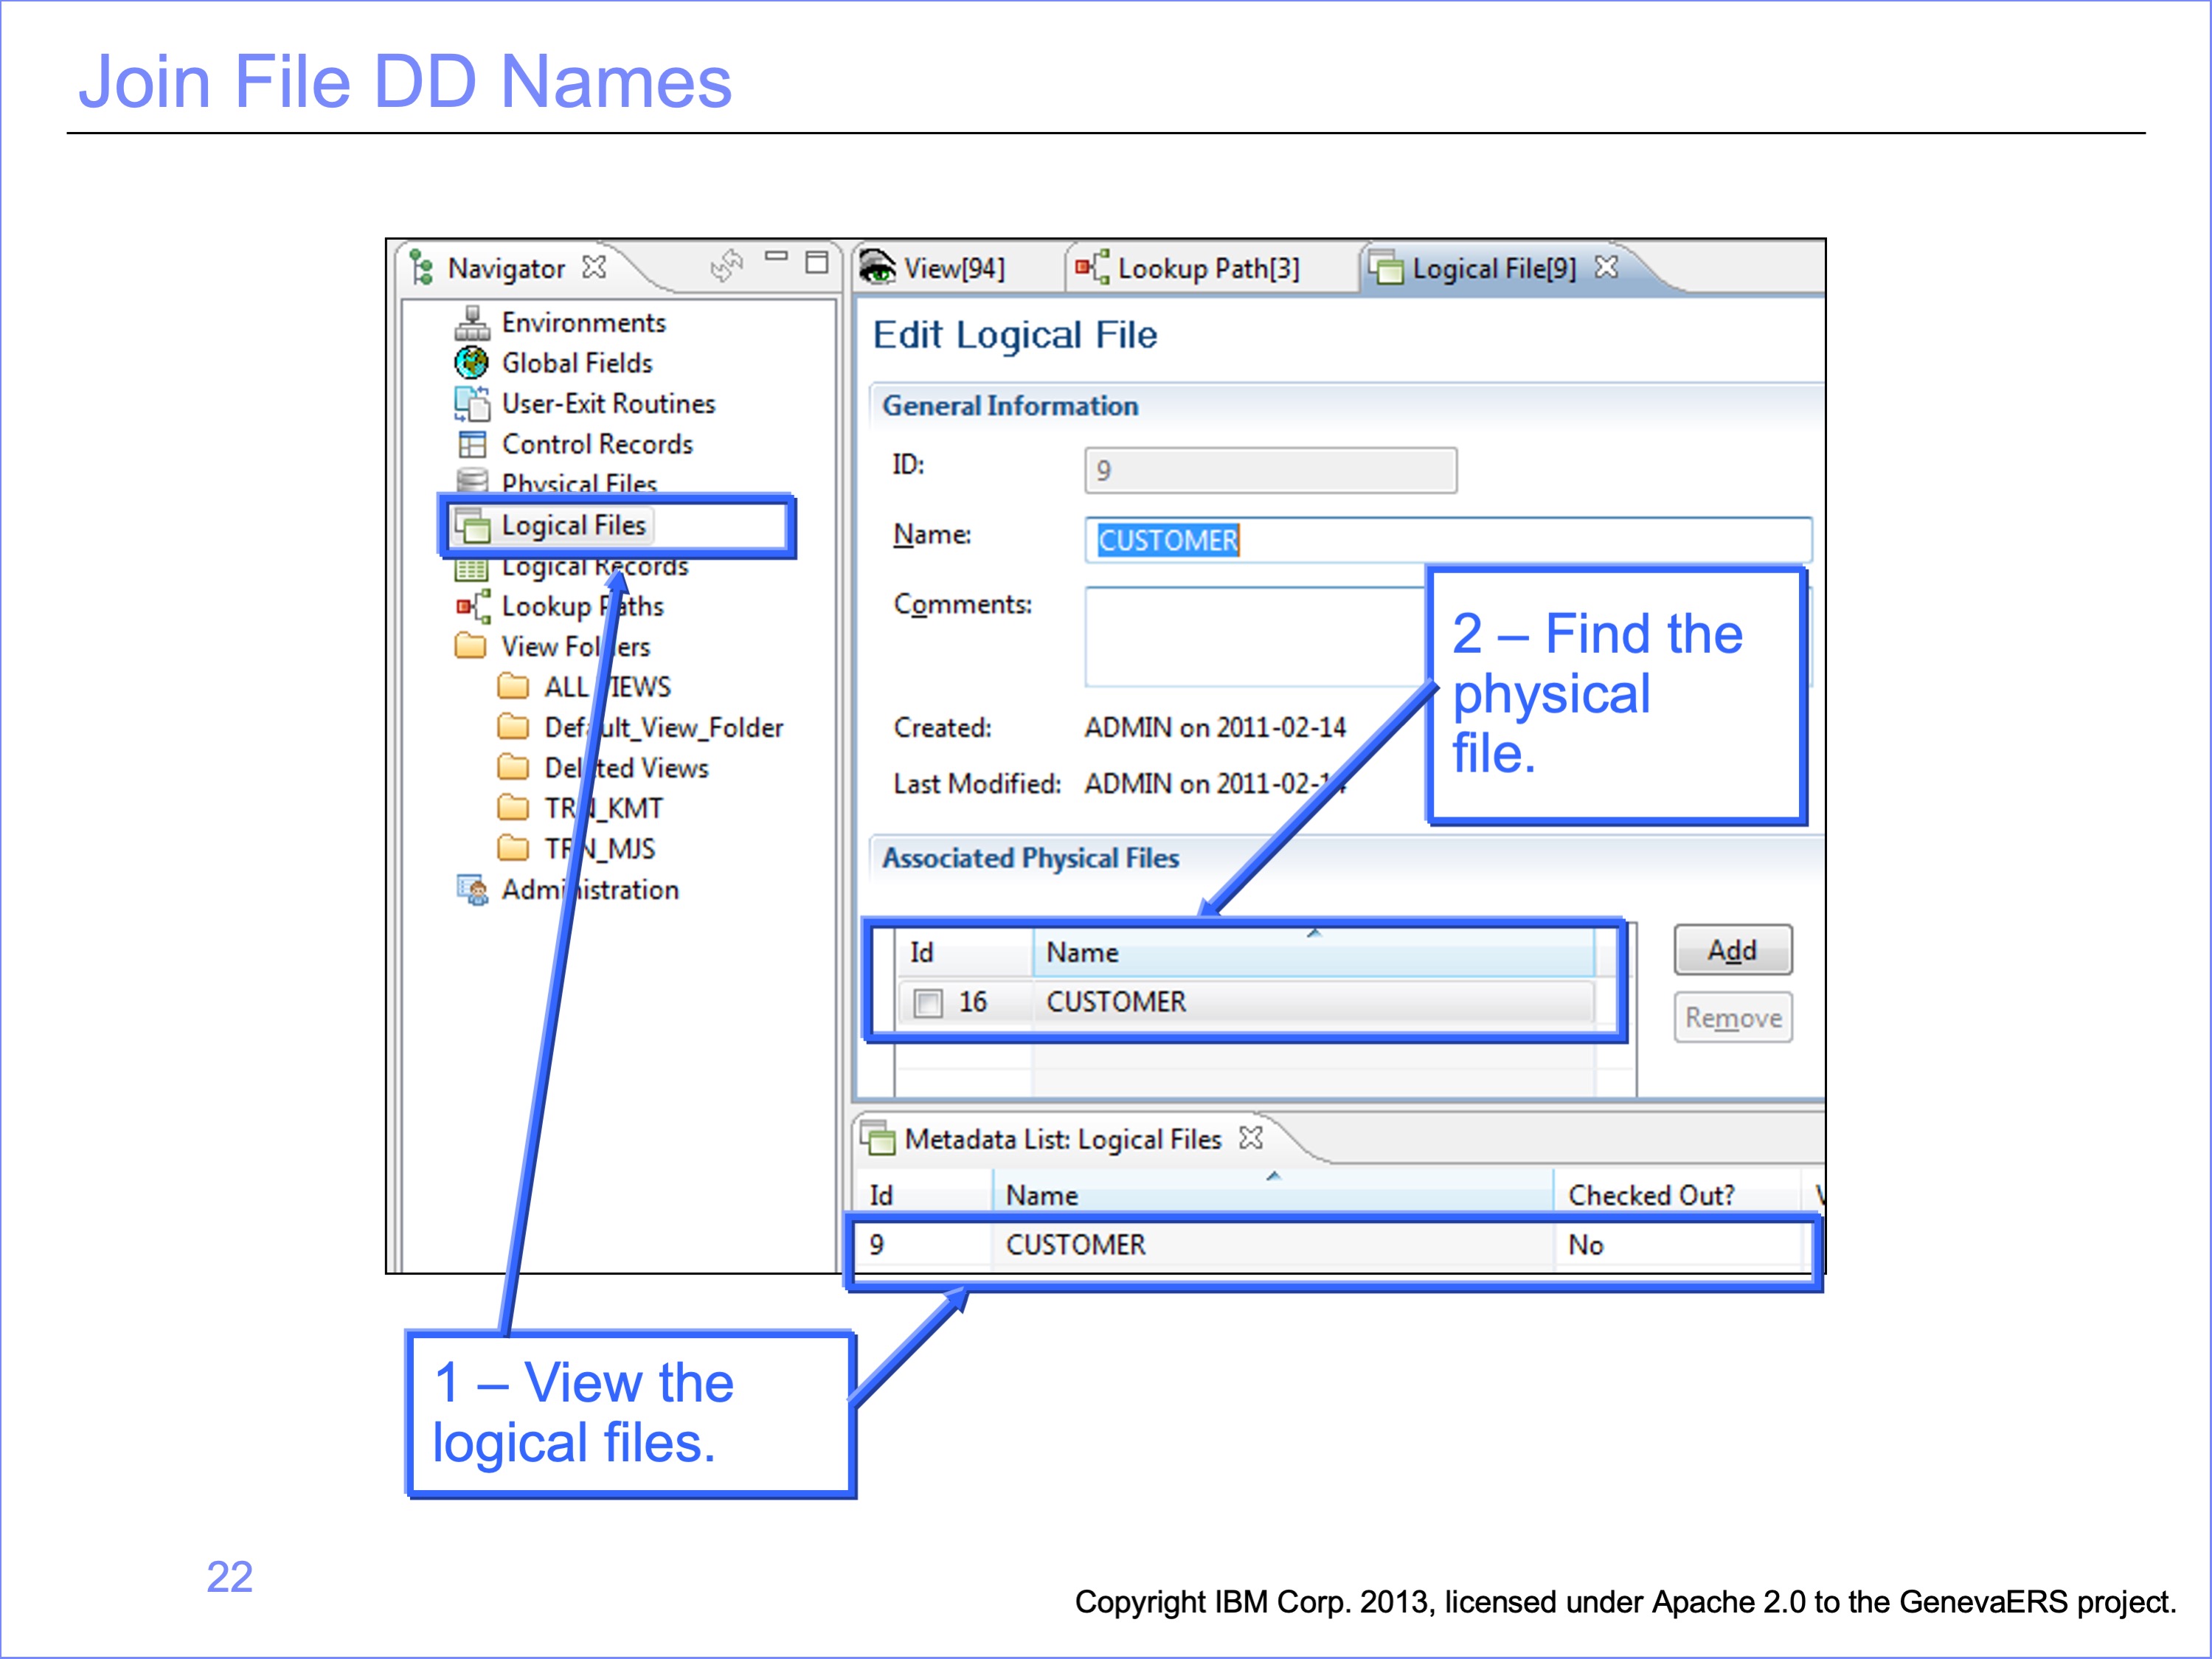 Join File DD Names
Navigator
Environments
Global Fields
User-Exit Routines
Control Records
Physical Files
Logical Files
Logical Records
Lookup Paths
View Folders
ALL VIEWS
Default_View_Folder
Deleted Views
TRN_KMT
TRN_MJS
Administration
View[94]
Lookup Path[3]
Logical File[9]
Edit Logical File
General Information
ID:
9
Name:
CUSTOMER
Comments:
Created:
ADMIN on 2011-02-14
Last Modified:
ADMIN on 2011-02-14
2 – Find the
physical
file.
Associated Physical Files
Id
Name
16
CUSTOMER
Add
Remove
Metadata List: Logical Files
Id
Name
Checked Out?
9
CUSTOMER
No
1 – View the
logical files.
22
Copyright IBM Corp. 2013, licensed under Apache 2.0 to the GenevaERS project.